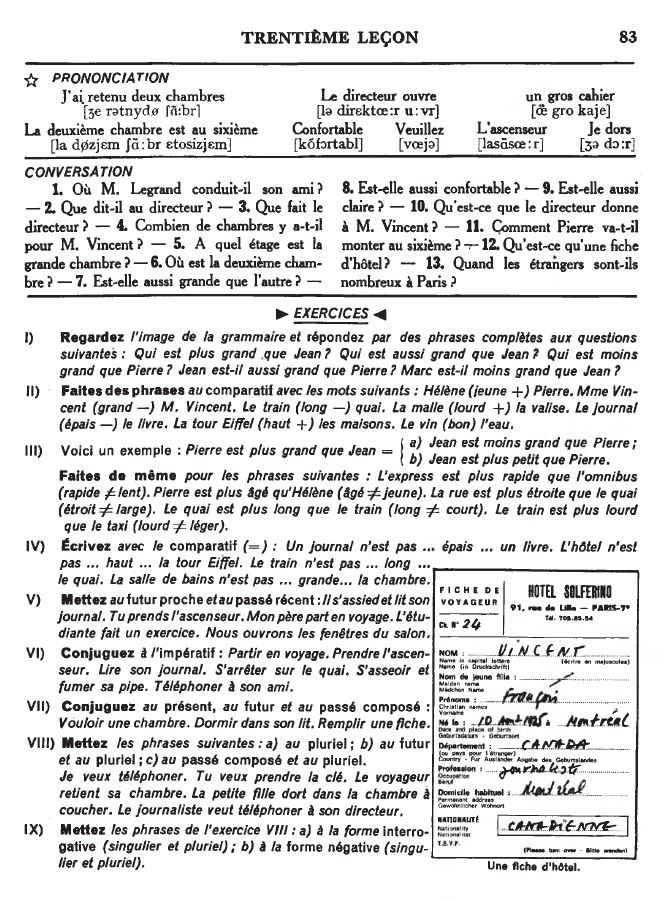 TRENTIÈME LEÇON 83
☆ PRONONCIATION
J'ai retenu deux chambres Le directeur ouvre un gros cahier
[ʒe rətnydø ʃɑ̃:br] [lə dirɛktœ:r u:vr] [œ̃ gro kaje]
La deuxième chambre est au sixième Confortable Veuillez L'ascenseur Je dors
[la døzjɛm ʃɑ̃:br ɛtosizjɛm] [kɔ̃fɔrtabl] [vœjə] [lasɑ̃sœ:r] [ʒə dɔ:r]
CONVERSATION
1. Où M. Legrand conduit-il son ami ?
— 2. Que dit-il au directeur ? — 3. Que fait le
directeur ? — 4. Combien de chambres y a-t-il
pour M. Vincent ? — 5. A quel étage est la
grande chambre ? — 6. Où est la deuxième cham-
bre ? — 7. Est-elle aussi grande que l'autre ? —
8. Est-elle aussi confortable ? — 9. Est-elle aussi
claire ? — 10. Qu'est-ce que le directeur donne
à M. Vincent ? — 11. Comment Pierre va-t-il
monter au sixième ? — 12. Qu'est-ce qu'une fiche
d'hôtel ? — 13. Quand les étrangers sont-ils
nombreux à Paris ?
▶ EXERCICES ◀
I) Regardez l'image de la grammaire et répondez par des phrases complètes aux questions
suivantes : Qui est plus grand que Jean ? Qui est aussi grand que Jean ? Qui est moins
grand que Pierre ? Jean est-il aussi grand que Pierre ? Marc est-il moins grand que Jean ?
II) Faites des phrases au comparatif avec les mots suivants : Hélène (jeune +) Pierre. Mme Vin-
cent (grand —) M. Vincent. Le train (long —) quai. La malle (lourd +) la valise. Le journal
(épais —) le livre. La tour Eiffel (haut +) les maisons. Le vin (bon) l'eau.
III) Voici un exemple : Pierre est plus grand que Jean = { a) Jean est moins grand que Pierre ;
b) Jean est plus petit que Pierre.
Faites de même pour les phrases suivantes : L'express est plus rapide que l'omnibus
(rapide ≠ lent). Pierre est plus âgé qu'Hélène (âgé ≠ jeune). La rue est plus étroite que le quai
(étroit ≠ large). Le quai est plus long que le train (long ≠ court). Le train est plus lourd
que le taxi (lourd ≠ léger).
IV) Écrivez avec le comparatif (=) : Un journal n'est pas ... épais ... un livre. L'hôtel n'est
pas ... haut ... la tour Eiffel. Le train n'est pas ... long ...
le quai. La salle de bains n'est pas ... grande... la chambre.
V) Mettez au futur proche et au passé récent : Il s'assied et lit son
journal. Tu prends l'ascenseur. Mon père part en voyage. L'étu-
diante fait un exercice. Nous ouvrons les fenêtres du salon.
VI) Conjuguez à l'impératif : Partir en voyage. Prendre l'ascen-
seur. Lire son journal. S'arrêter sur le quai. S'asseoir et
fumer sa pipe. Téléphoner à son ami.
VII) Conjuguez au présent, au futur et au passé composé :
Vouloir une chambre. Dormir dans son lit. Remplir une fiche.
VIII) Mettez les phrases suivantes : a) au pluriel ; b) au futur
et au pluriel ; c) au passé composé et au pluriel.
Je veux téléphoner. Tu veux prendre la clé. Le voyageur
retient sa chambre. La petite fille dort dans la chambre à
coucher. Le journaliste veut téléphoner à son directeur.
IX) Mettez les phrases de l'exercice VIII : a) à la forme interro-
gative (singulier et pluriel) ; b) à la forme négative (singu-
lier et pluriel).
FICHE DE
VOYAGEUR
Ch. N° 24
HOTEL SOLFERINO
91, rue de Lille — PARIS-7e
Tél. 705.85.54
NOM : VINCENT
Name in capital letters (écrire en majuscules)
Name (in Druckschrift)
Nom de jeune fille :
Maiden name
Mädchen Name
Prénoms : François
Christian names
Vorname
Né le : 10 Août 1925. Montréal
Date and place of birth
Geburtsdatum - Geburtsort
Département : CANADA
(ou pays pour l'étranger)
Country - Für Ausländer Angabe des Geburtslandes
Profession : journaliste
Occupation
Beruf
Domicile habituel : Montréal
Permanent address
Gewöhnlicher Wohnort
NATIONALITÉ
Nationality
Nationalität
CANADIENNE
T.S.V.P. (Please turn over - Bitte wenden)
Une fiche d'hôtel.